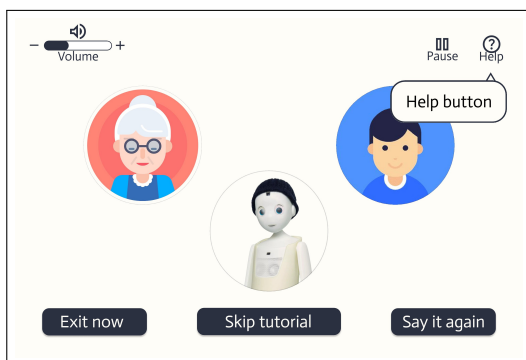 − +
Volume
Pause
Help
Help button
Exit now
Skip tutorial
Say it again